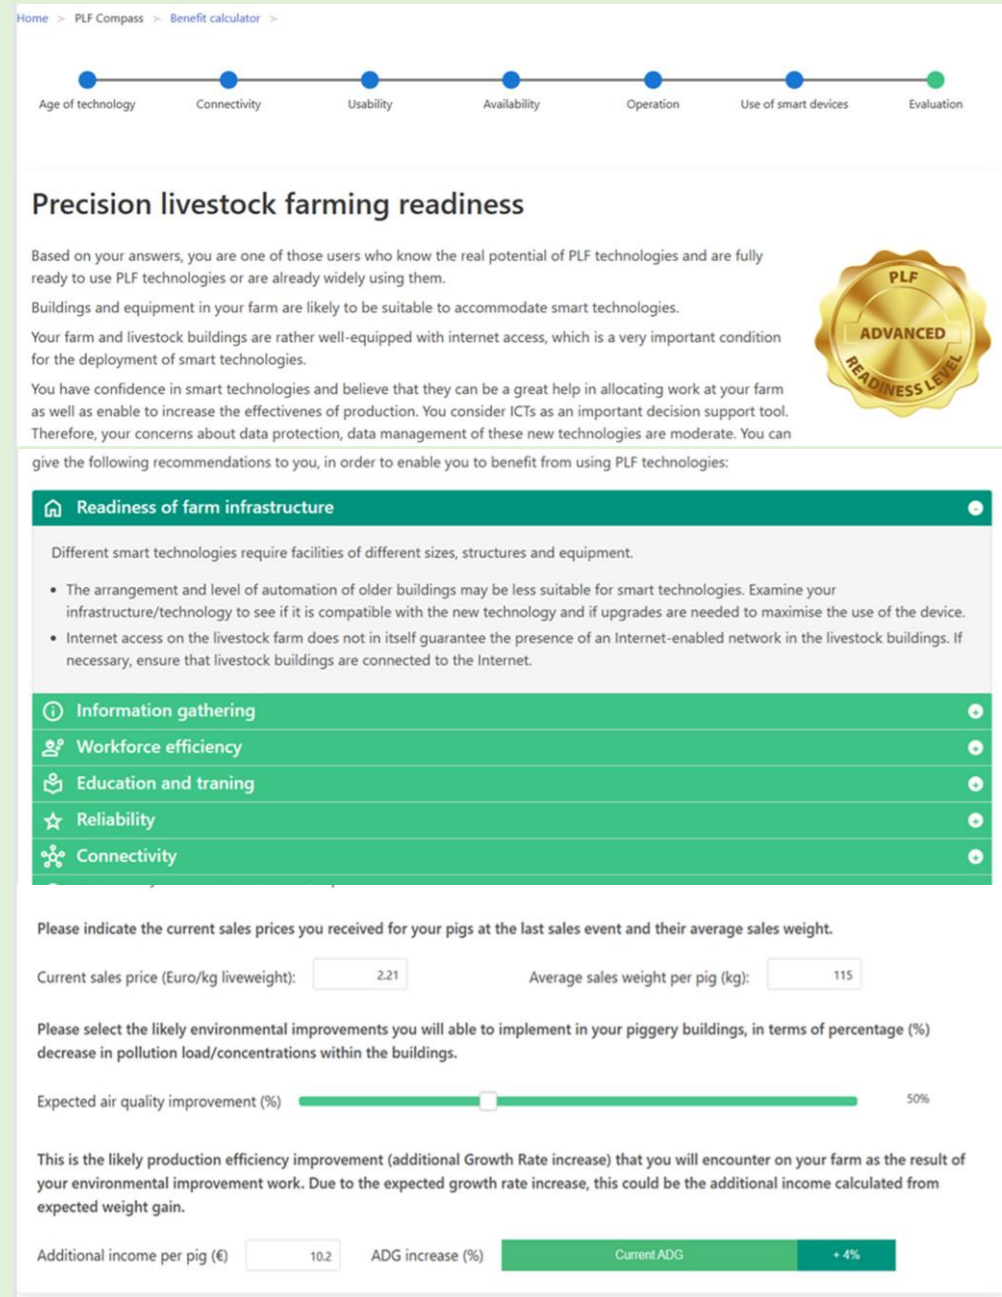 Home > PLF Compass > Benefit calculator >
Age of technology Connectivity Usability Availability Operation Use of smart devices Evaluation
Precision livestock farming readiness
Based on your answers, you are one of those users who know the real potential of PLF technologies and are fully
ready to use PLF technologies or are already widely using them.
Buildings and equipment in your farm are likely to be suitable to accommodate smart technologies.
Your farm and livestock buildings are rather well-equipped with internet access, which is a very important condition
for the deployment of smart technologies.
You have confidence in smart technologies and believe that they can be a great help in allocating work at your farm
as well as enable to increase the effectivenes of production. You consider ICTs as an important decision support tool.
Therefore, your concerns about data protection, data management of these new technologies are moderate. You can
PLF
ADVANCED
READINESS LEVEL
give the following recommendations to you, in order to enable you to benefit from using PLF technologies:
Readiness of farm infrastructure
Different smart technologies require facilities of different sizes, structures and equipment.
• The arrangement and level of automation of older buildings may be less suitable for smart technologies. Examine your
infrastructure/technology to see if it is compatible with the new technology and if upgrades are needed to maximise the use of the device.
• Internet access on the livestock farm does not in itself guarantee the presence of an Internet-enabled network in the livestock buildings. If
necessary, ensure that livestock buildings are connected to the Internet.
Information gathering
Workforce efficiency
Education and traning
Reliability
Connectivity
Please indicate the current sales prices you received for your pigs at the last sales event and their average sales weight.
Current sales price (Euro/kg liveweight): 2.21 Average sales weight per pig (kg): 115
Please select the likely environmental improvements you will able to implement in your piggery buildings, in terms of percentage (%)
decrease in pollution load/concentrations within the buildings.
Expected air quality improvement (%) 50%
This is the likely production efficiency improvement (additional Growth Rate increase) that you will encounter on your farm as the result of
your environmental improvement work. Due to the expected growth rate increase, this could be the additional income calculated from
expected weight gain.
Additional income per pig (€) 10.2 ADG increase (%) Current ADG + 4%